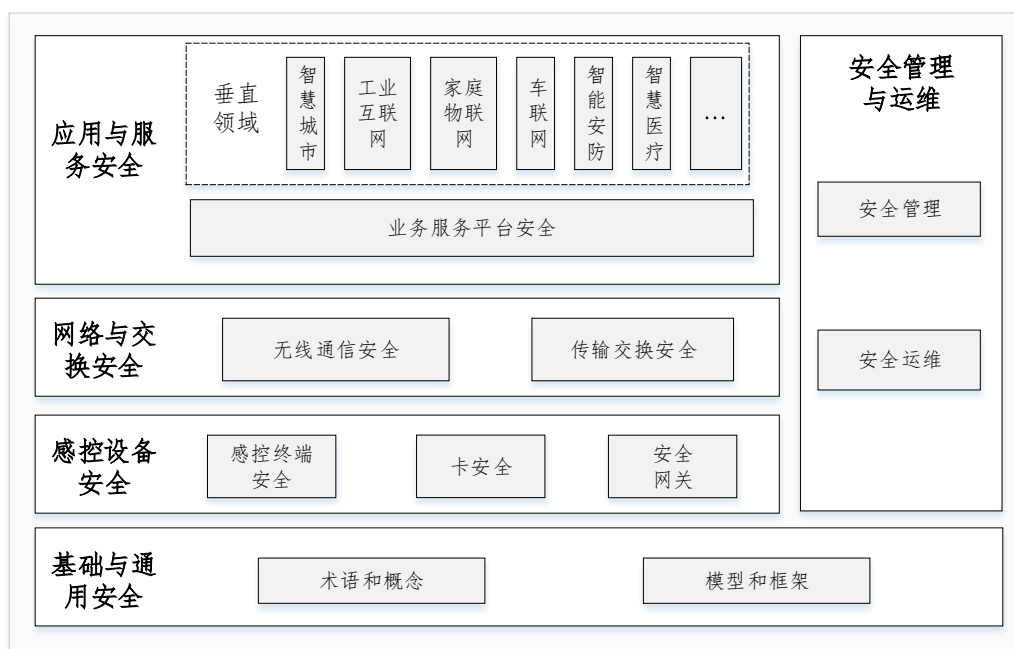 应用与服
务安全
垂直
领域
智慧城市
工业
互联
网
家庭
物联
网
车联网
智能安防
智慧医疗
…
业务服务平台安全
网络与交
换安全
无线通信安全
传输交换安全
感控设备
安全
感控终端
安全
卡安全
安全
网关
安全管理
与运维
安全管理
安全运维
基础与通
用安全
术语和概念
模型和框架